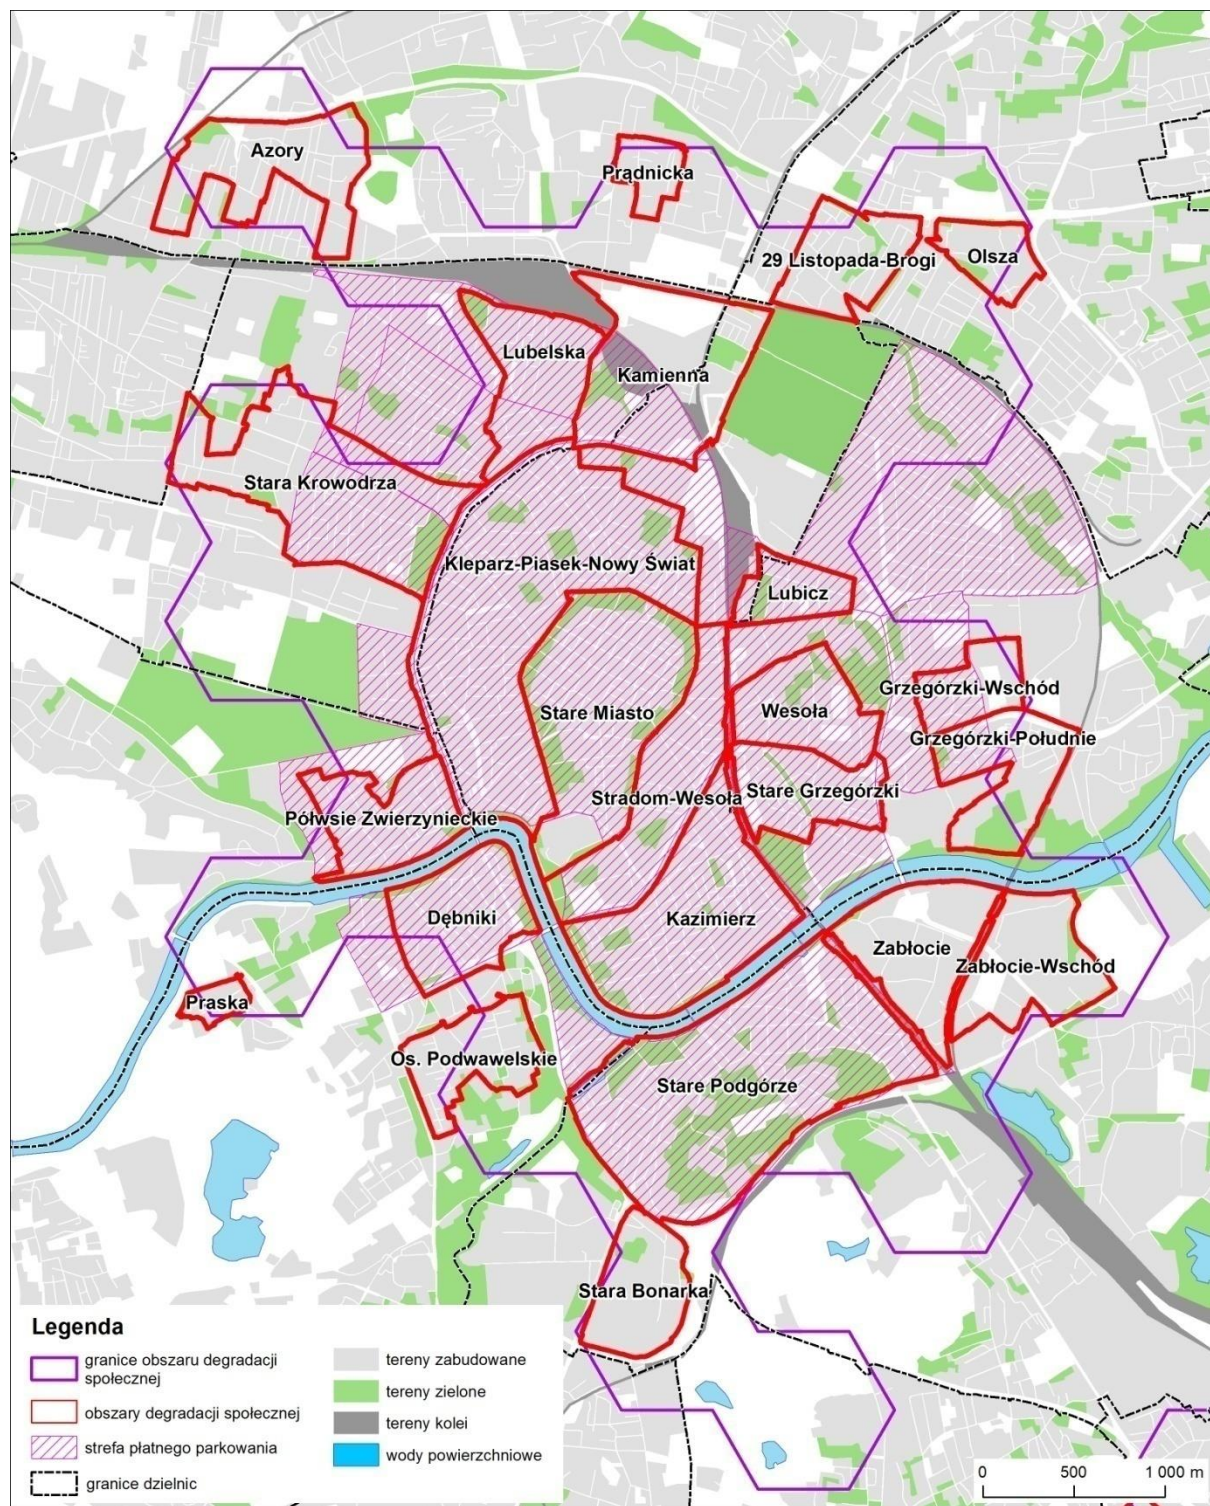 Azory
Prądnicka
29 Listopada-Brogi
Olsza
Lubelska
Kamienna
Stara Krowodrza
Kleparz-Piasek-Nowy Świat
Lubicz
Grzegórzki-Wschód
Stare Miasto
Wesoła
Grzegórzki-Południe
Stradom-Wesoła
Stare Grzegórzki
Półwsie Zwierzynieckie
Dębniki
Kazimierz
Zabłocie
Zabłocie-Wschód
Praska
Os. Podwawelskie
Stare Podgórze
Stara Bonarka
Legenda
granice obszaru degradacji
społecznej
obszary degradacji społecznej
strefa płatnego parkowania
granice dzielnic
tereny zabudowane
tereny zielone
tereny kolei
wody powierzchniowe
0 500 1 000 m